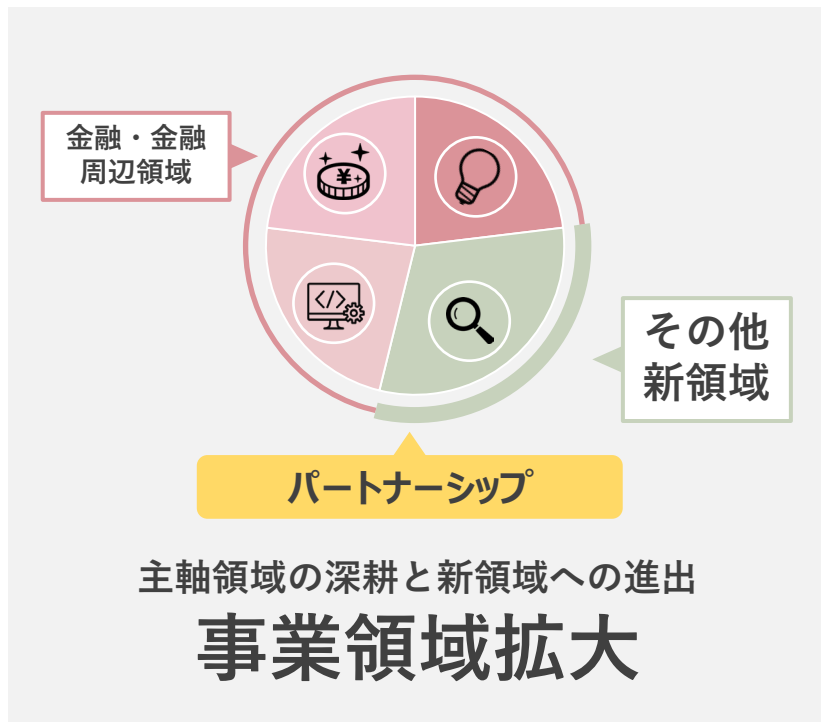 金融・金融
周辺領域
¥
</>
その他
新領域
パートナーシップ
主軸領域の深耕と新領域への進出
事業領域拡大